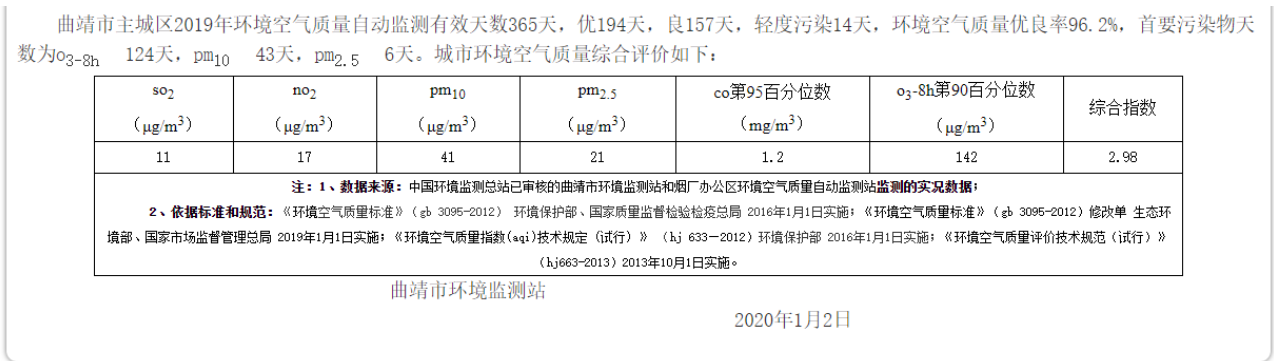 曲靖市主城区2019年环境空气质量自动监测有效天数365天，优194天，良157天，轻度污染14天，环境空气质量优良率96.2%，首要污染物天
数为o3-8h 124天，pm10 43天，pm2.5 6天。城市环境空气质量综合评价如下：
so2 no2 pm10 pm2.5 co第95百分位数 o3-8h第90百分位数 综合指数
（μg/m3） （μg/m3） （μg/m3） （μg/m3） （mg/m3） （μg/m3）
11 17 41 21 1.2 142 2.98
注：1、数据来源：中国环境监测总站已审核的曲靖市环境监测站和烟厂办公区环境空气质量自动监测站监测的实况数据；
2、依据标准和规范：《环境空气质量标准》（gb 3095-2012） 环境保护部、国家质量监督检验检疫总局 2016年1月1日实施；《环境空气质量标准》（gb 3095-2012）修改单 生态环
境部、国家市场监督管理总局 2019年1月1日实施；《环境空气质量指数(aqi)技术规定（试行）》 （hj 633—2012）环境保护部 2016年1月1日实施；《环境空气质量评价技术规范（试行）》
（hj663-2013）2013年10月1日实施。
曲靖市环境监测站
2020年1月2日